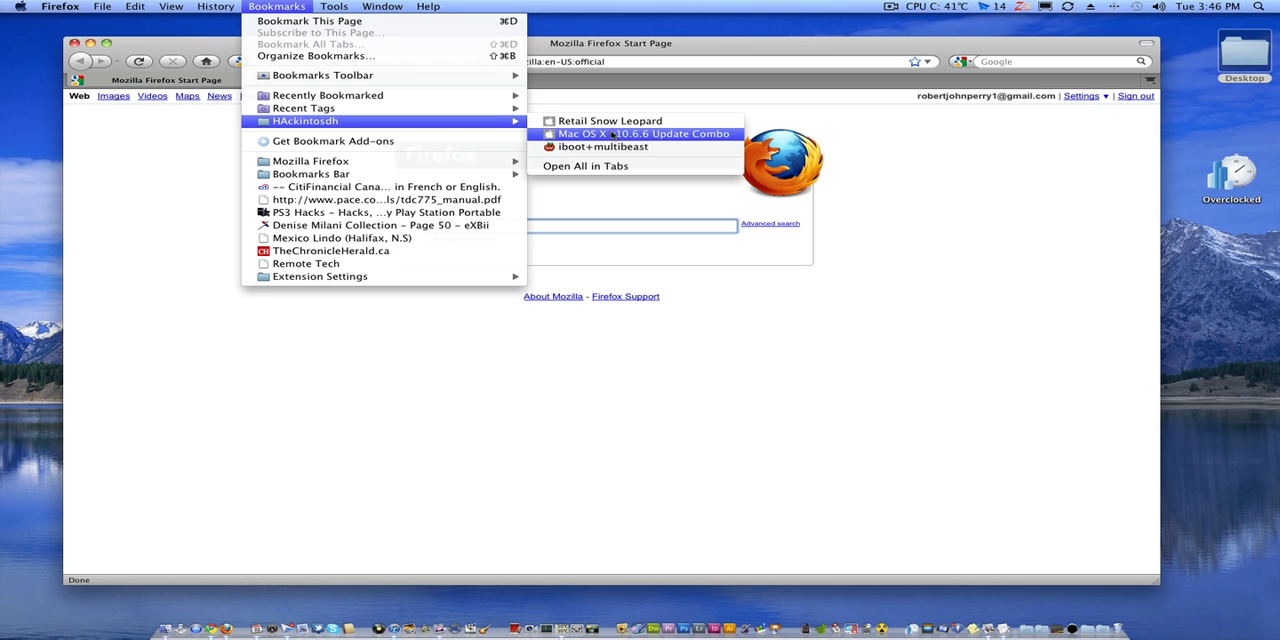 Firefox File Edit View History Bookmarks Tools Window Help CPU C: 41°C 14 Tue 3:46 PM
Bookmark This Page ⌘D
Subscribe to This Page...
Bookmark All Tabs... ⇧⌘D
Organize Bookmarks... ⇧⌘B
Bookmarks Toolbar
Recently Bookmarked
Recent Tags
HAckintosdh
Get Bookmark Add-ons
Mozilla Firefox
Bookmarks Bar
-- CitiFinancial Cana... in French or English.
http://www.pace.co...ls/tdc775_manual.pdf
PS3 Hacks - Hacks, ...y Play Station Portable
Denise Milani Collection - Page 50 - eXBii
Mexico Lindo (Halifax, N.S)
TheChronicleHerald.ca
Remote Tech
Extension Settings
Retail Snow Leopard
Mac OS X 10.6.6 Update Combo
iboot+multibeast
Open All in Tabs
Mozilla Firefox Start Page
zilla:en-US:official
Google
Mozilla Firefox Start Page
Web Images Videos Maps News
robertjohnperry1@gmail.com | Settings | Sign out
Firefox
Advanced search
About Mozilla - Firefox Support
Done
Desktop
Overclocked